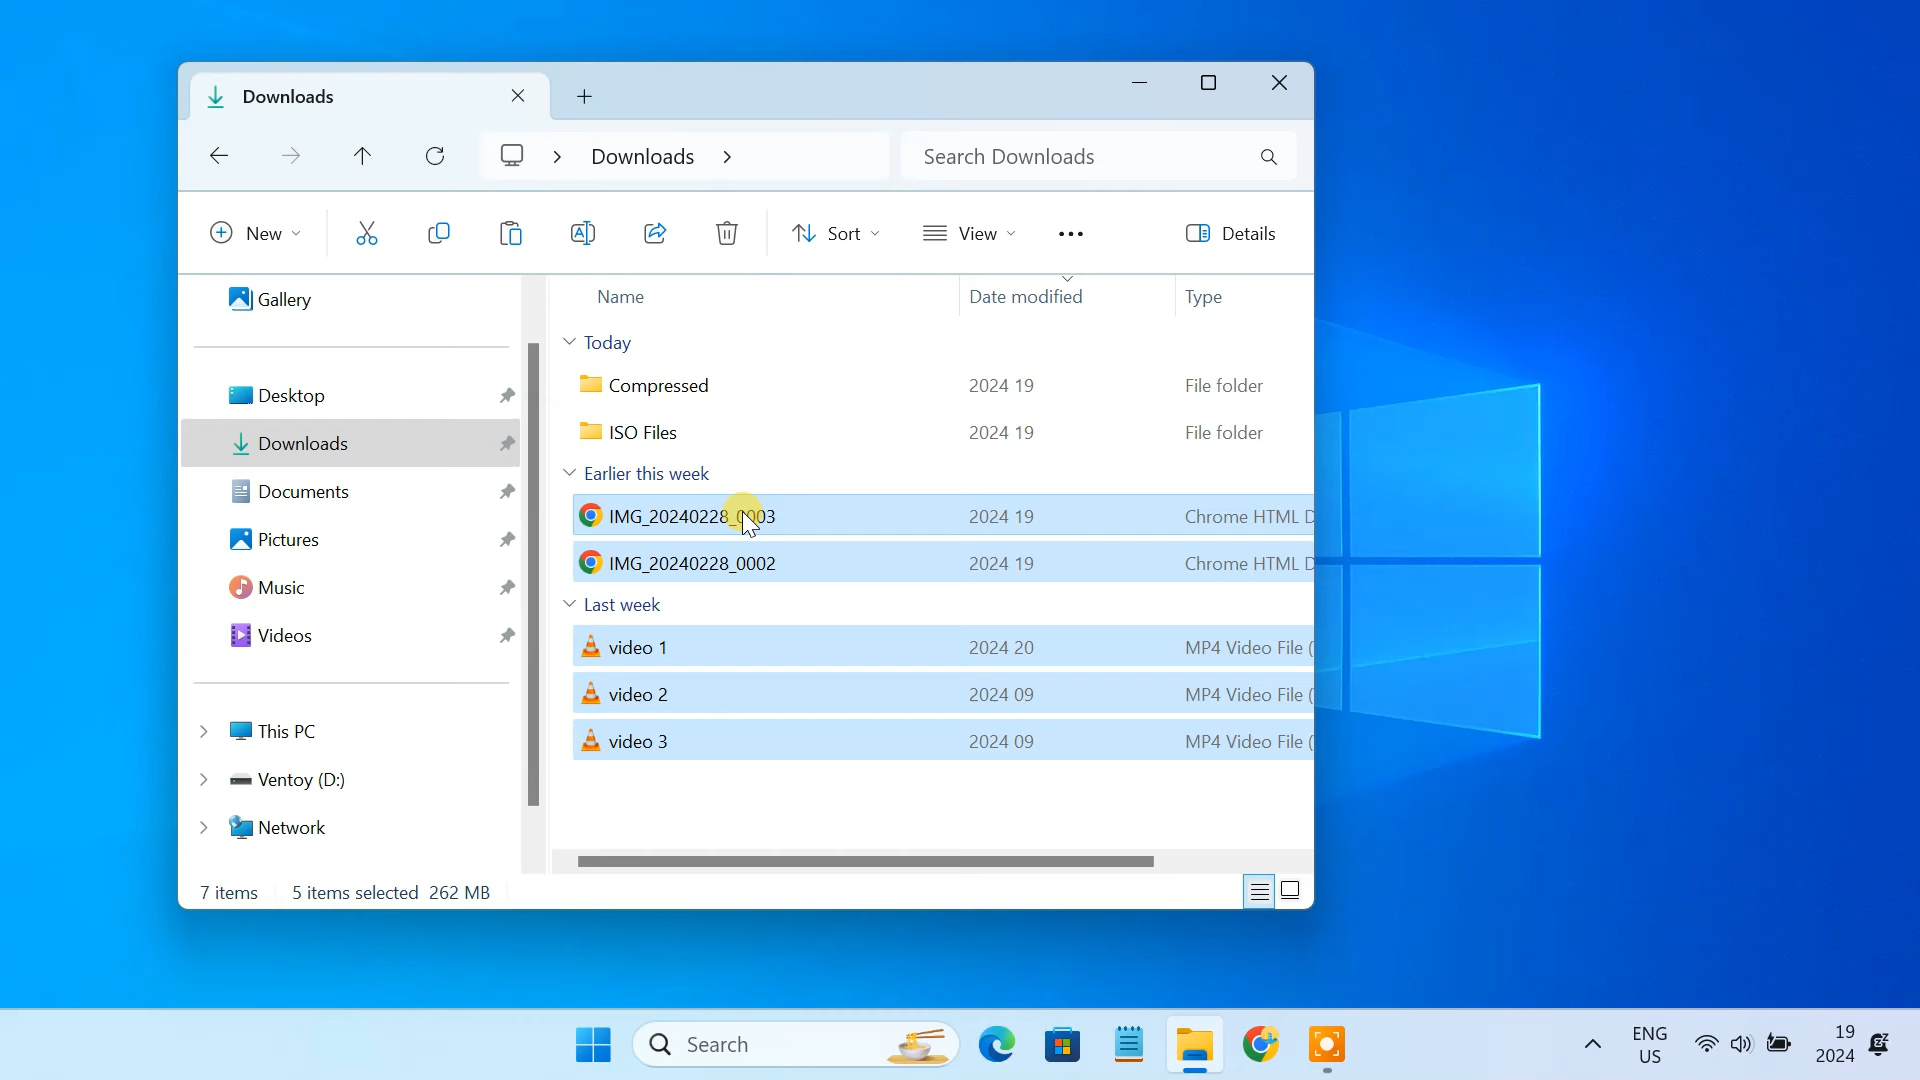 Downloads
Downloads
Search Downloads
New
Sort
View
Details
Gallery
Desktop
Downloads
Documents
Pictures
Music
Videos
This PC
Ventoy (D:)
Network
Name Date modified Type
Today
Compressed 2024 19 File folder
ISO Files 2024 19 File folder
Earlier this week
IMG_20240228_0003 2024 19 Chrome HTML D
IMG_20240228_0002 2024 19 Chrome HTML D
Last week
video 1 2024 20 MP4 Video File (
video 2 2024 09 MP4 Video File (
video 3 2024 09 MP4 Video File (
7 items 5 items selected 262 MB
Search
ENG
US
19
2024